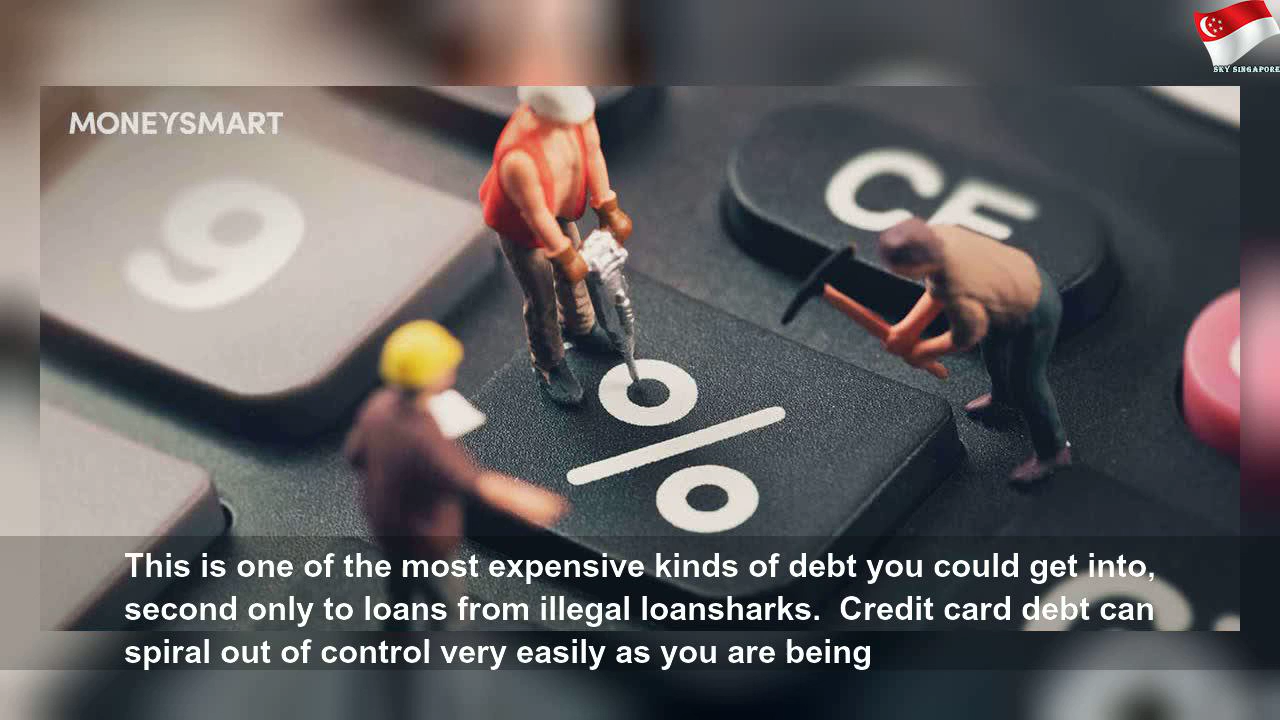 SKY SINGAPORE
MONEYSMART
9
CE
%
This is one of the most expensive kinds of debt you could get into,
second only to loans from illegal loansharks.  Credit card debt can
spiral out of control very easily as you are being